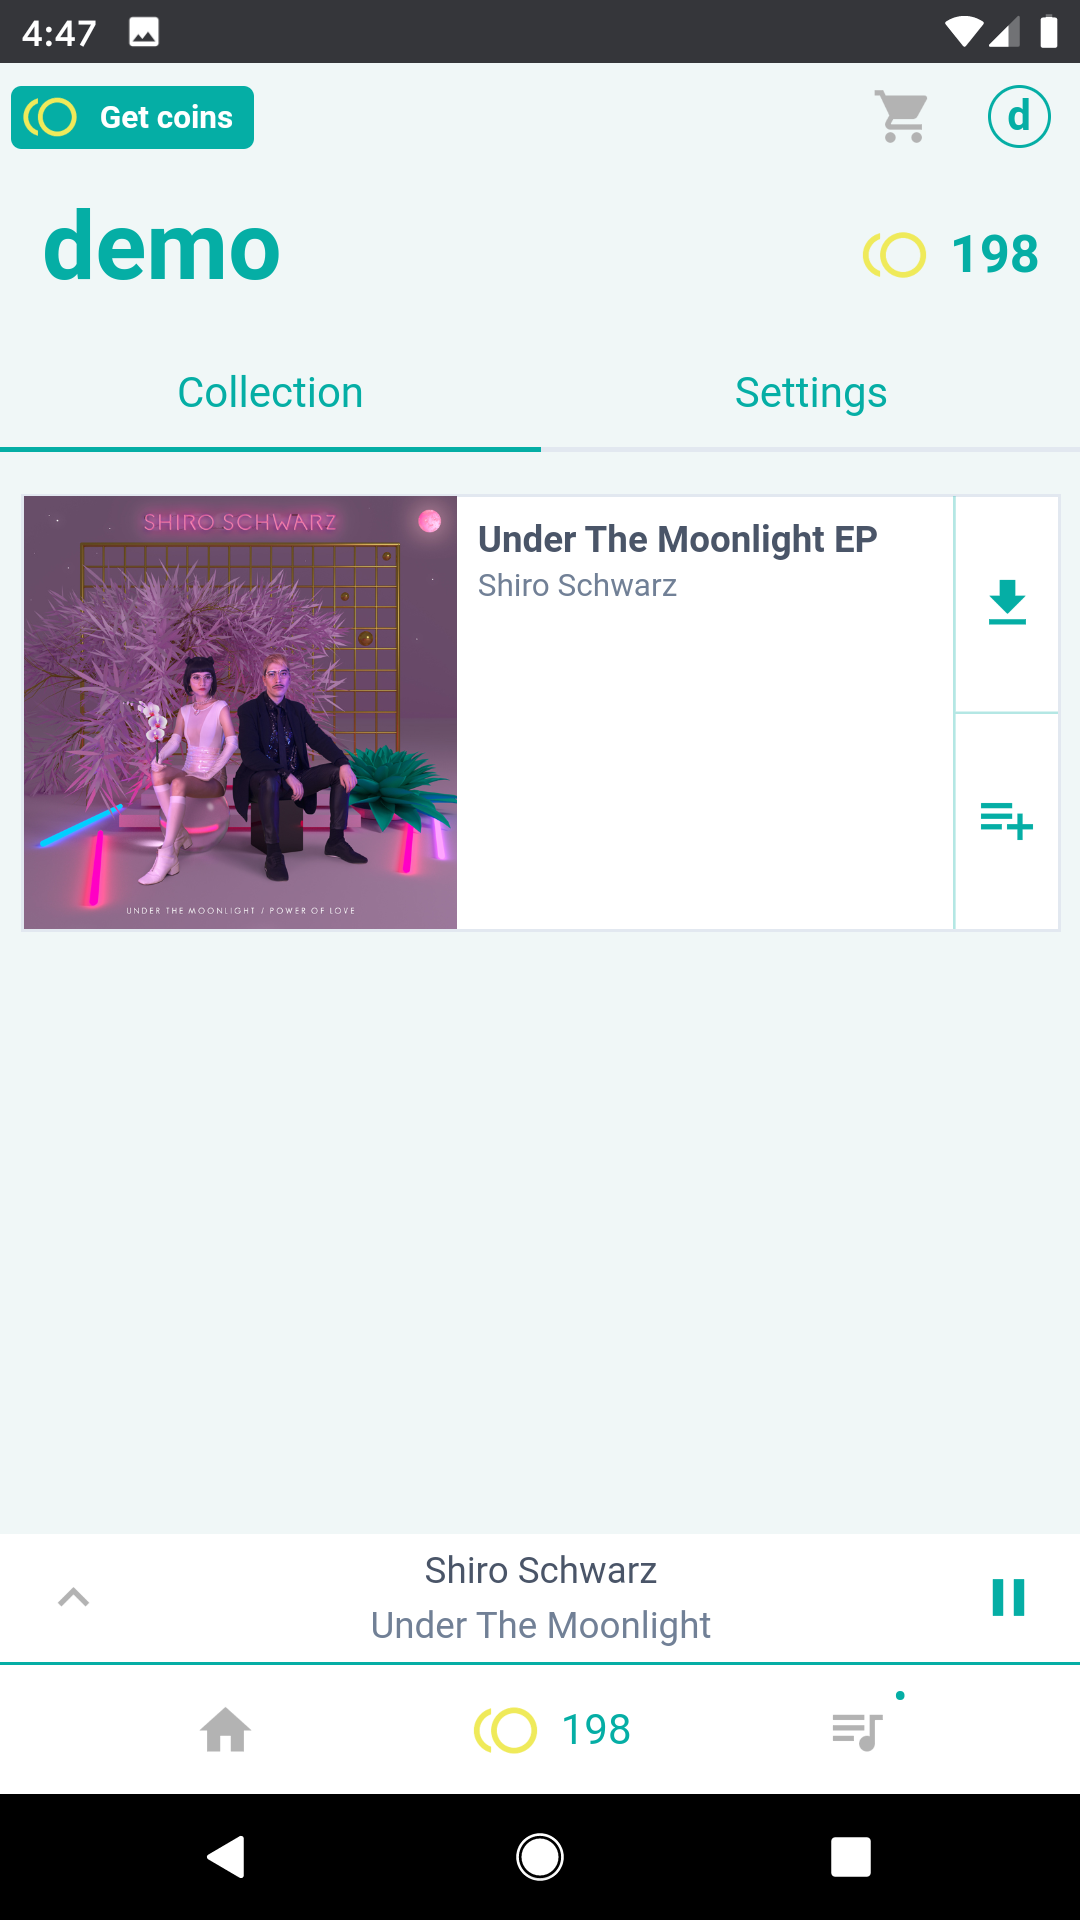 4:47
Get coins
d
demo
198
Collection
Settings
SHIRO SCHWARZ
UNDER THE MOONLIGHT / POWER OF LOVE
Under The Moonlight EP
Shiro Schwarz
Shiro Schwarz
Under The Moonlight
198